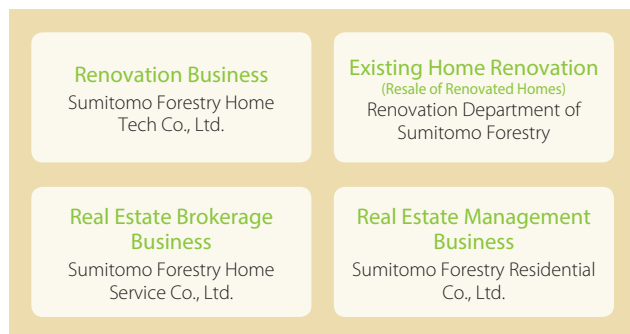 Renovation Business
Sumitomo Forestry Home
Tech Co., Ltd.
Existing Home Renovation
(Resale of Renovated Homes)
Renovation Department of
Sumitomo Forestry
Real Estate Brokerage
Business
Sumitomo Forestry Home
Service Co., Ltd.
Real Estate Management
Business
Sumitomo Forestry Residential
Co., Ltd.